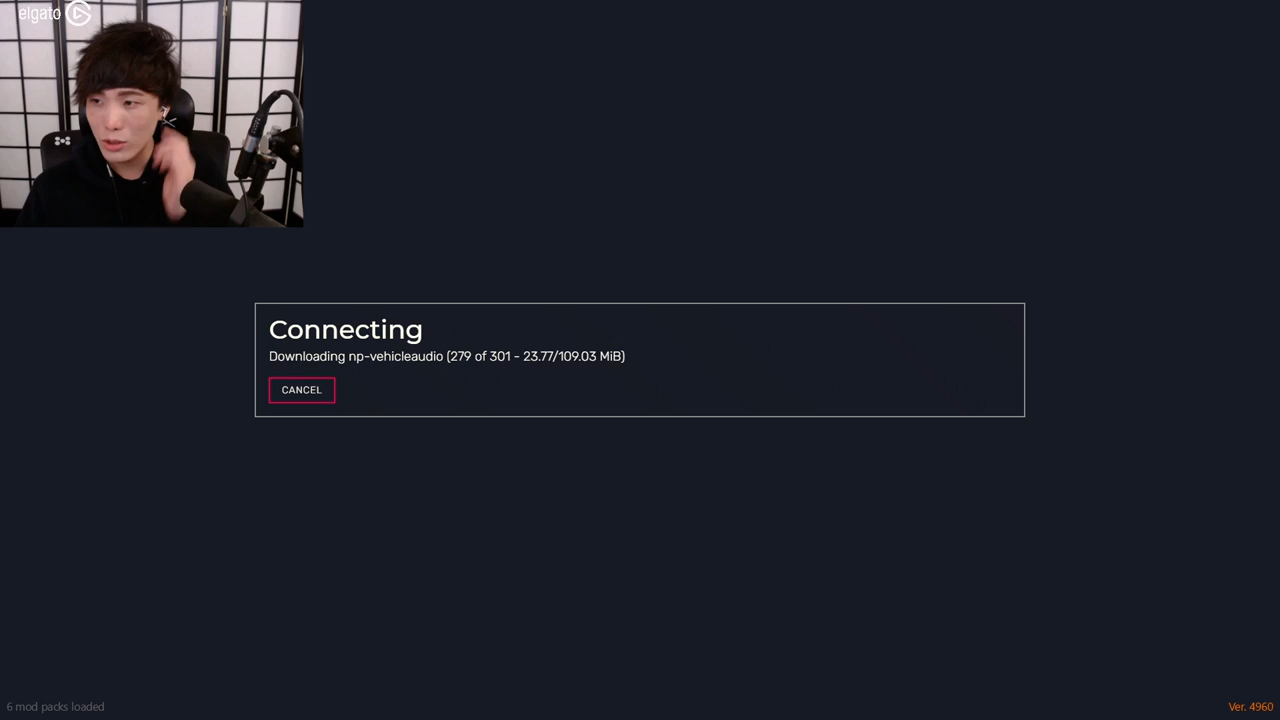 elgato
Connecting
Downloading np-vehicleaudio (279 of 301 - 23.77/109.03 MiB)
CANCEL
6 mod packs loaded
Ver. 4960